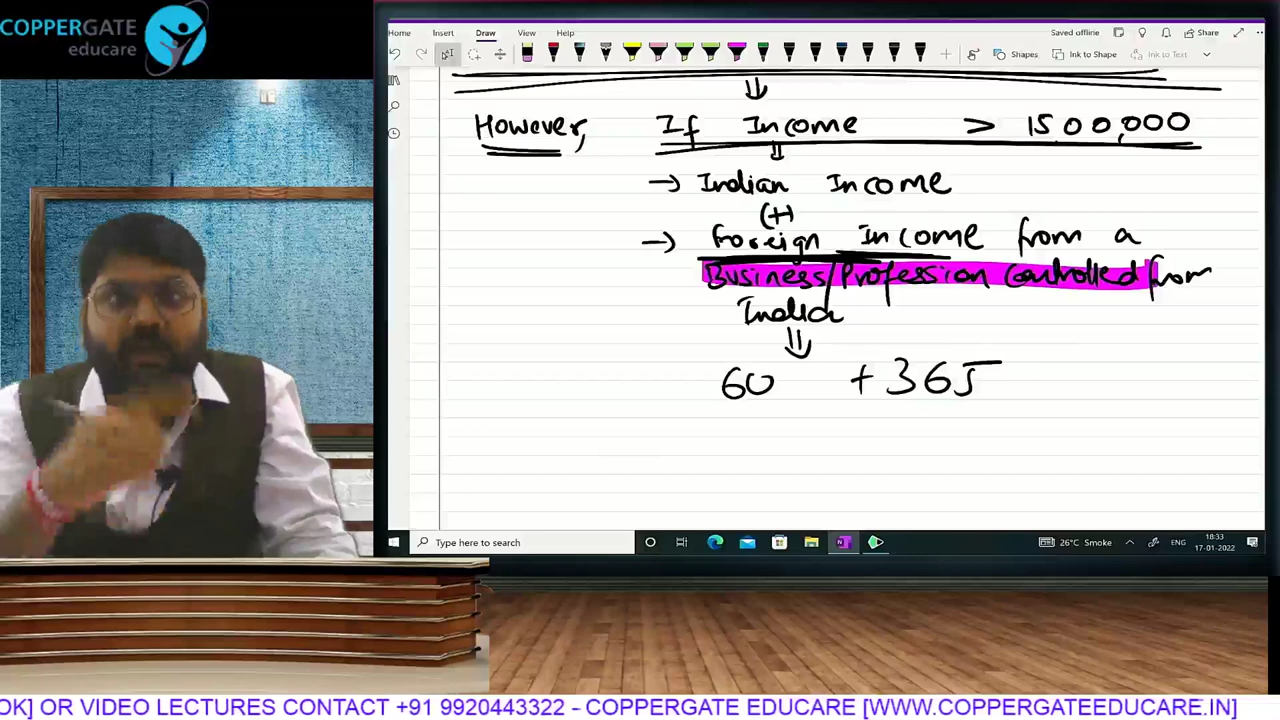 COPPERGATE
educare
Home Insert Draw View Help Saved offline Share
Shapes Ink to Shape Ink to Text
However, If Income > 1500,000
→ Indian Income
(+)
→ Foreign Income from a
Business/Profession controlled from
India
60 + 365
Type here to search
26°C Smoke ENG 18:33
17-01-2022
OK] OR VIDEO LECTURES CONTACT +91 9920443322 - COPPERGATE EDUCARE [WWW.COPPERGATEEDUCARE.IN]